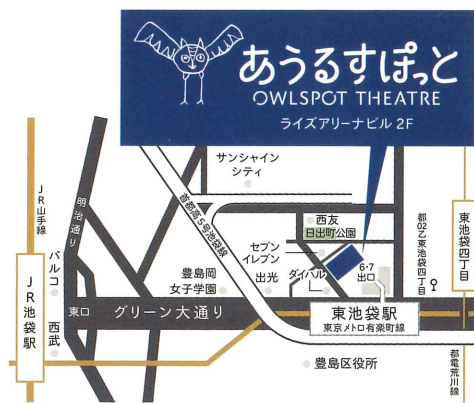 あうるすぽっと
OWLSPOT THEATRE
ライズアリーナビル 2F
サンシャイン
シティ
首都高5号池袋線
JR山手線
明治通り
パルコ
JR池袋駅
西武
東口
グリーン大通り
豊島岡
女子学園
出光
セブン
イレブン
ダイハツ
西友
日出町公園
6・7
出口
東池袋駅
東京メトロ有楽町線
都02乙東池袋四丁目
東池袋四丁目
都電荒川線
豊島区役所